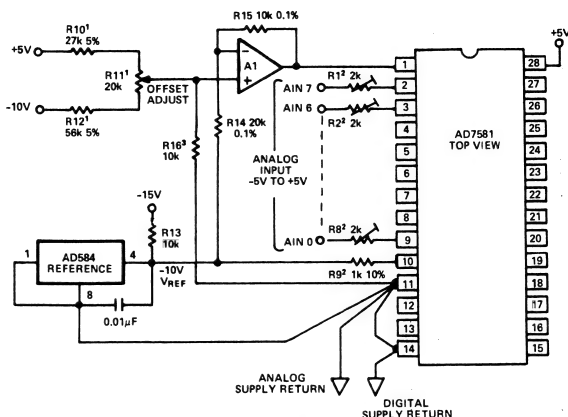 R15 10k 0.1%
R10¹
27k 5%
+5V
R11¹
20k
OFFSET
ADJUST
-10V
R12¹
56k 5%
A1
R16³
10k
R14 20k
0.1%
AIN 7
R1² 2k
AIN 6
R2² 2k
ANALOG
INPUT
-5V TO +5V
AIN 0
R8² 2k
R9² 1k 10%
-15V
R13
10k
1
AD584
REFERENCE
4
8
-10V
VREF
0.01µF
ANALOG
SUPPLY RETURN
DIGITAL
SUPPLY RETURN
AD7581
TOP VIEW
+5V
1
2
3
4
5
6
7
8
9
10
11
12
13
14
28
27
26
25
24
23
22
21
20
19
18
17
16
15